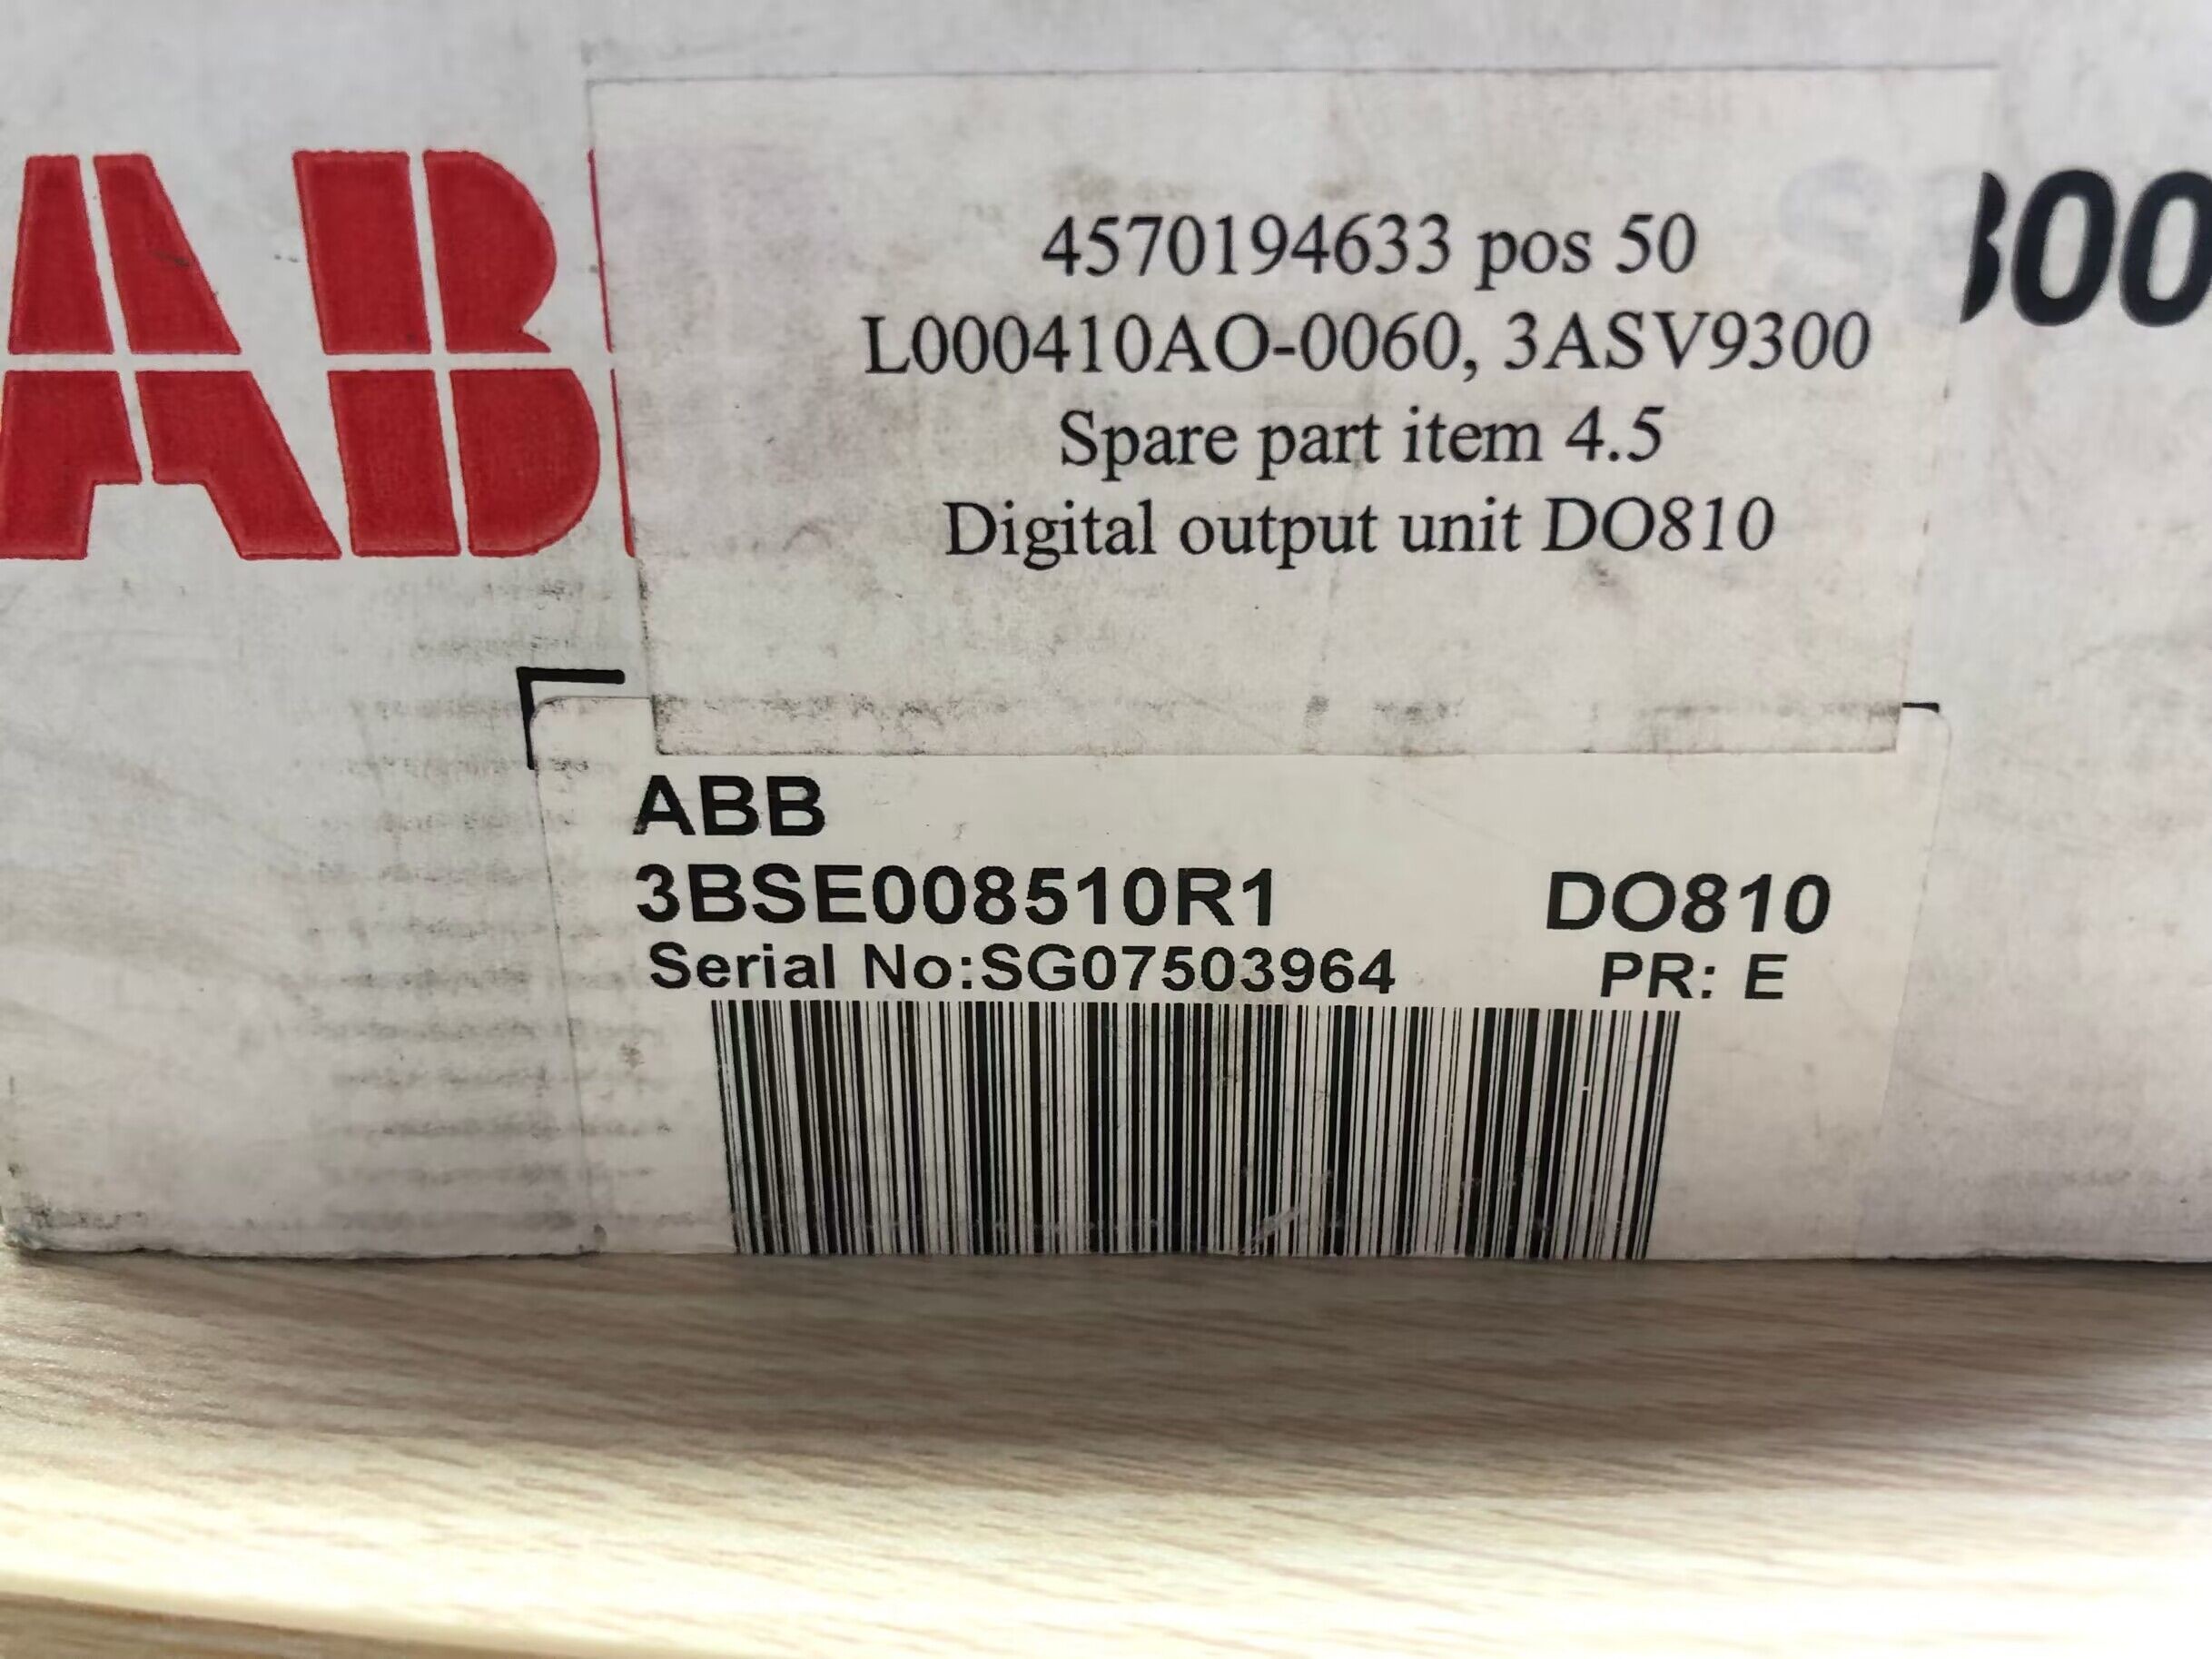 ABB
4570194633 pos 50
L000410AO-0060, 3ASV9300
Spare part item 4.5
Digital output unit DO810
ABB
3BSE008510R1 DO810
Serial No:SG07503964 PR: E